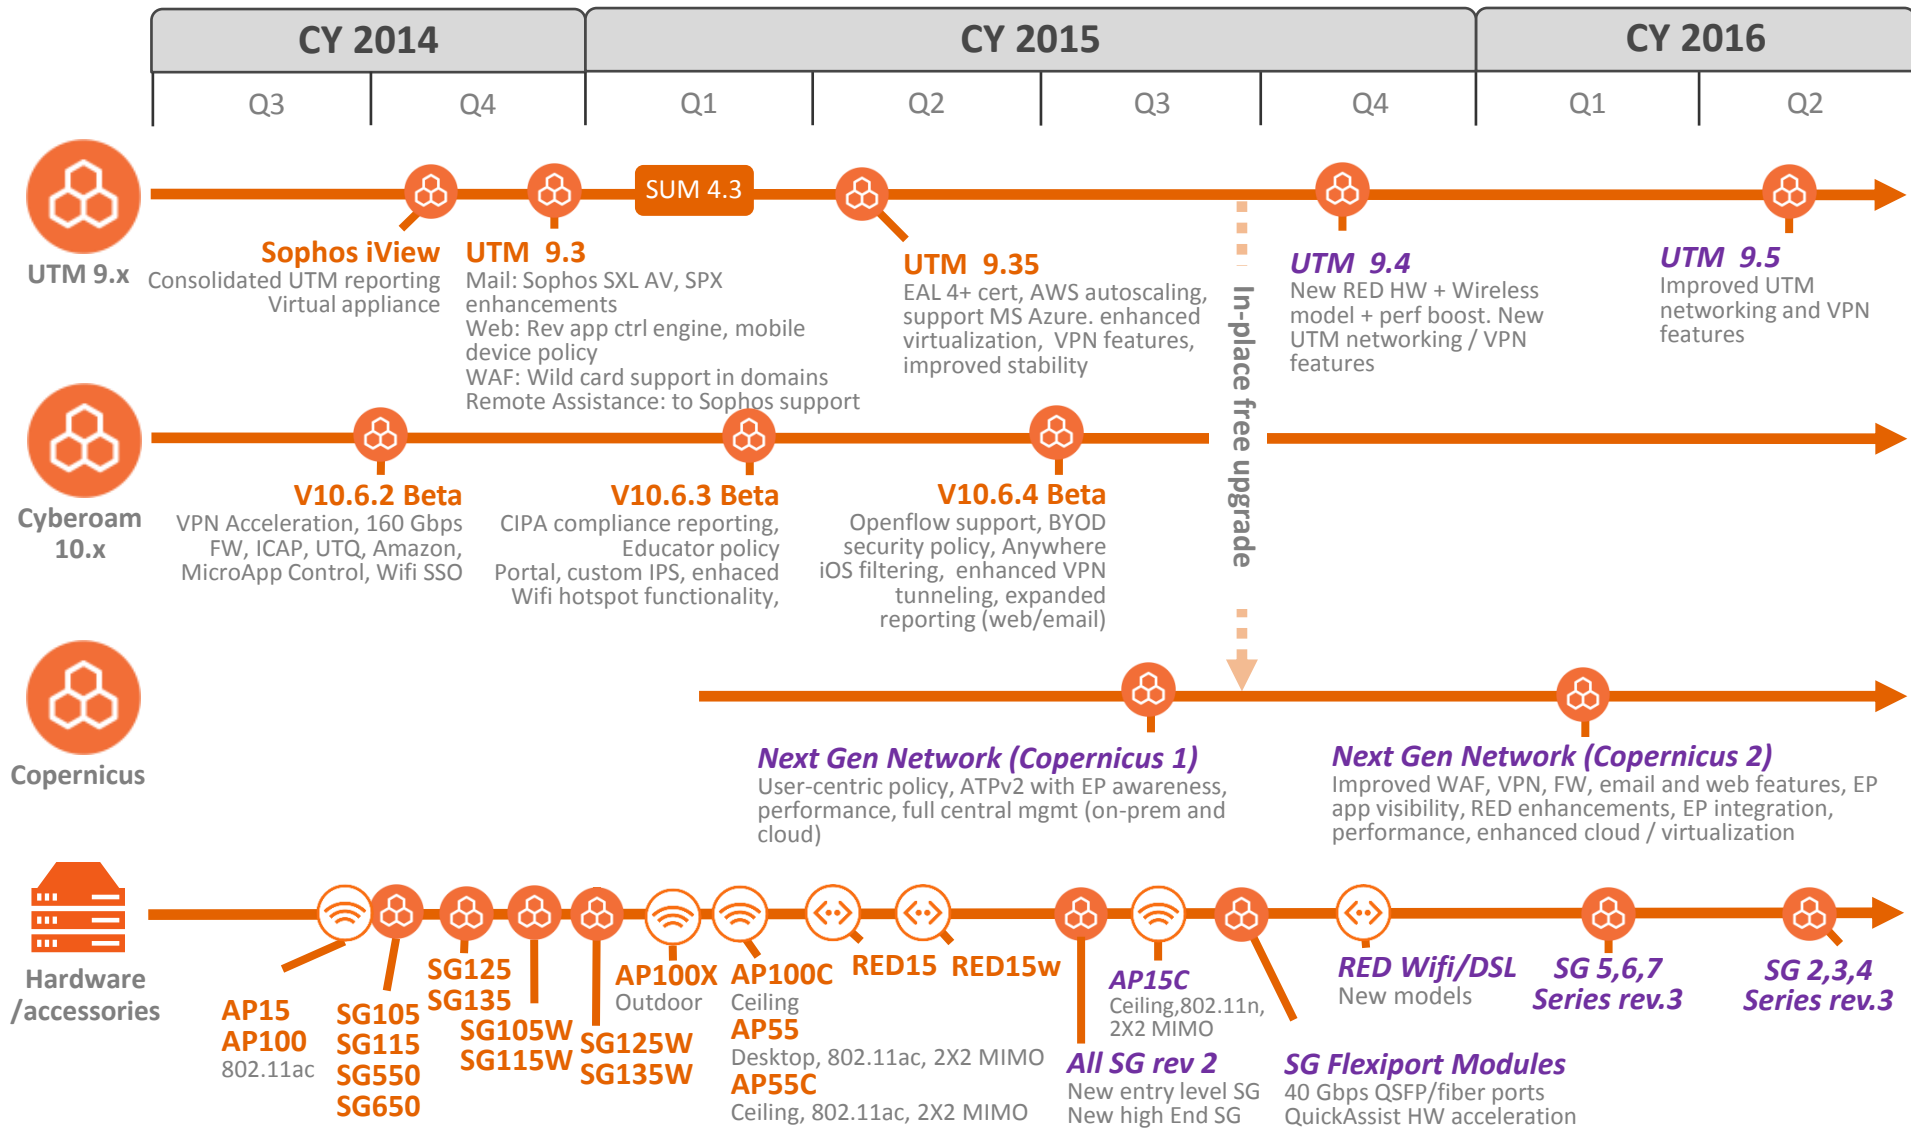 CY 2014
CY 2015
CY 2016
Q3
Q4
Q1
Q2
Q3
Q4
Q1
Q2
UTM 9.x
SUM 4.3
Sophos iView
Consolidated UTM reporting
Virtual appliance
UTM 9.3
Mail: Sophos SXL AV, SPX
enhancements
Web: Rev app ctrl engine, mobile
device policy
WAF: Wild card support in domains
Remote Assistance: to Sophos support
UTM 9.35
EAL 4+ cert, AWS autoscaling,
support MS Azure. enhanced
virtualization, VPN features,
improved stability
In-place free upgrade
UTM 9.4
New RED HW + Wireless
model + perf boost. New
UTM networking / VPN
features
UTM 9.5
Improved UTM
networking and VPN
features
Cyberoam
10.x
V10.6.2 Beta
VPN Acceleration, 160 Gbps
FW, ICAP, UTQ, Amazon,
MicroApp Control, Wifi SSO
V10.6.3 Beta
CIPA compliance reporting,
Educator policy
Portal, custom IPS, enhaced
Wifi hotspot functionality,
V10.6.4 Beta
Openflow support, BYOD
security policy, Anywhere
iOS filtering, enhanced VPN
tunneling, expanded
reporting (web/email)
Copernicus
Next Gen Network (Copernicus 1)
User-centric policy, ATPv2 with EP awareness,
performance, full central mgmt (on-prem and
cloud)
Next Gen Network (Copernicus 2)
Improved WAF, VPN, FW, email and web features, EP
app visibility, RED enhancements, EP integration,
performance, enhanced cloud / virtualization
Hardware
/accessories
AP15
AP100
802.11ac
SG105
SG115
SG550
SG650
SG125
SG135
SG105W
SG115W
SG125W
SG135W
AP100X
Outdoor
AP100C
Ceiling
AP55
Desktop, 802.11ac, 2X2 MIMO
AP55C
Ceiling, 802.11ac, 2X2 MIMO
RED15
RED15w
All SG rev 2
New entry level SG
New high End SG
AP15C
Ceiling,802.11n,
2X2 MIMO
SG Flexiport Modules
40 Gbps QSFP/fiber ports
QuickAssist HW acceleration
RED Wifi/DSL
New models
SG 5,6,7
Series rev.3
SG 2,3,4
Series rev.3